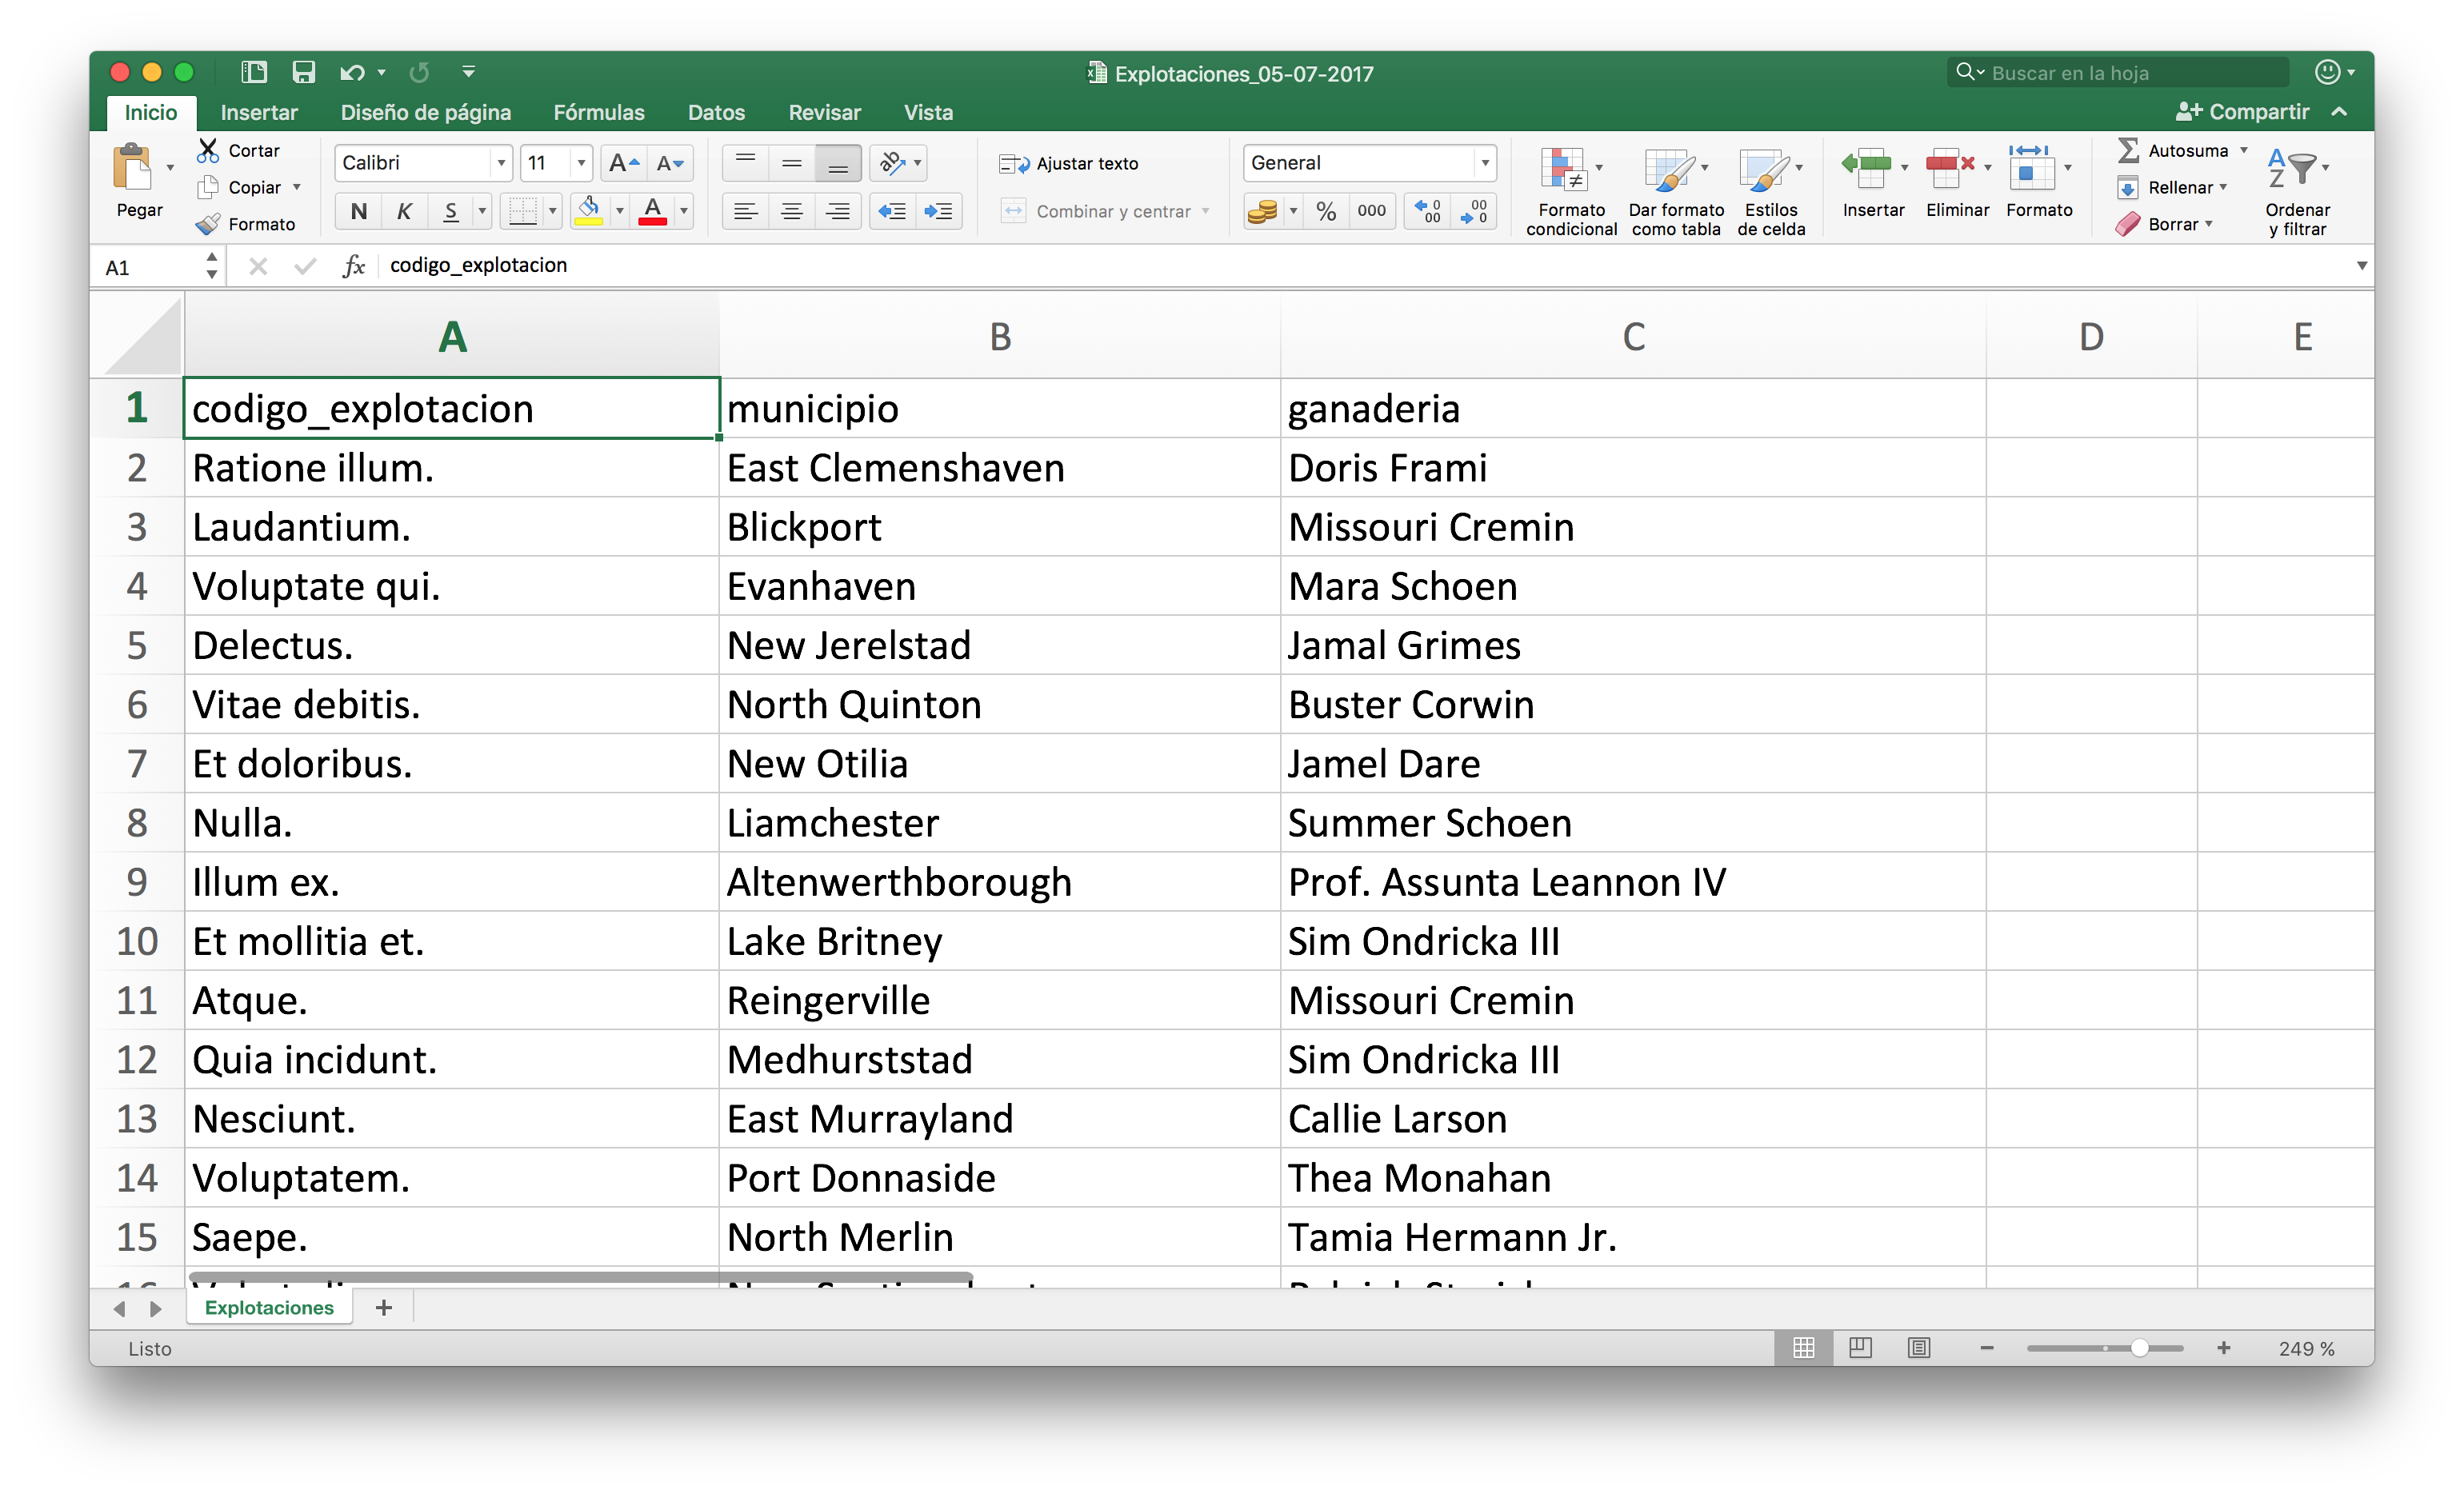 Explotaciones_05-07-2017
Buscar en la hoja
Inicio Insertar Diseño de página Fórmulas Datos Revisar Vista Compartir
Pegar
Cortar
Copiar
Formato
Calibri 11 A A
N K S A
Ajustar texto
Combinar y centrar
General
% 000 0 00 00 0
Formato condicional
Dar formato como tabla
Estilos de celda
Insertar Eliminar Formato
Autosuma
Rellenar
Borrar
Ordenar y filtrar
A1 fx codigo_explotacion
A B C D E
1 codigo_explotacion municipio ganaderia
2 Ratione illum. East Clemenshaven Doris Frami
3 Laudantium. Blickport Missouri Cremin
4 Voluptate qui. Evanhaven Mara Schoen
5 Delectus. New Jerelstad Jamal Grimes
6 Vitae debitis. North Quinton Buster Corwin
7 Et doloribus. New Otilia Jamel Dare
8 Nulla. Liamchester Summer Schoen
9 Illum ex. Altenwerthborough Prof. Assunta Leannon IV
10 Et mollitia et. Lake Britney Sim Ondricka III
11 Atque. Reingerville Missouri Cremin
12 Quia incidunt. Medhurststad Sim Ondricka III
13 Nesciunt. East Murrayland Callie Larson
14 Voluptatem. Port Donnaside Thea Monahan
15 Saepe. North Merlin Tamia Hermann Jr.
Explotaciones +
Listo
249 %